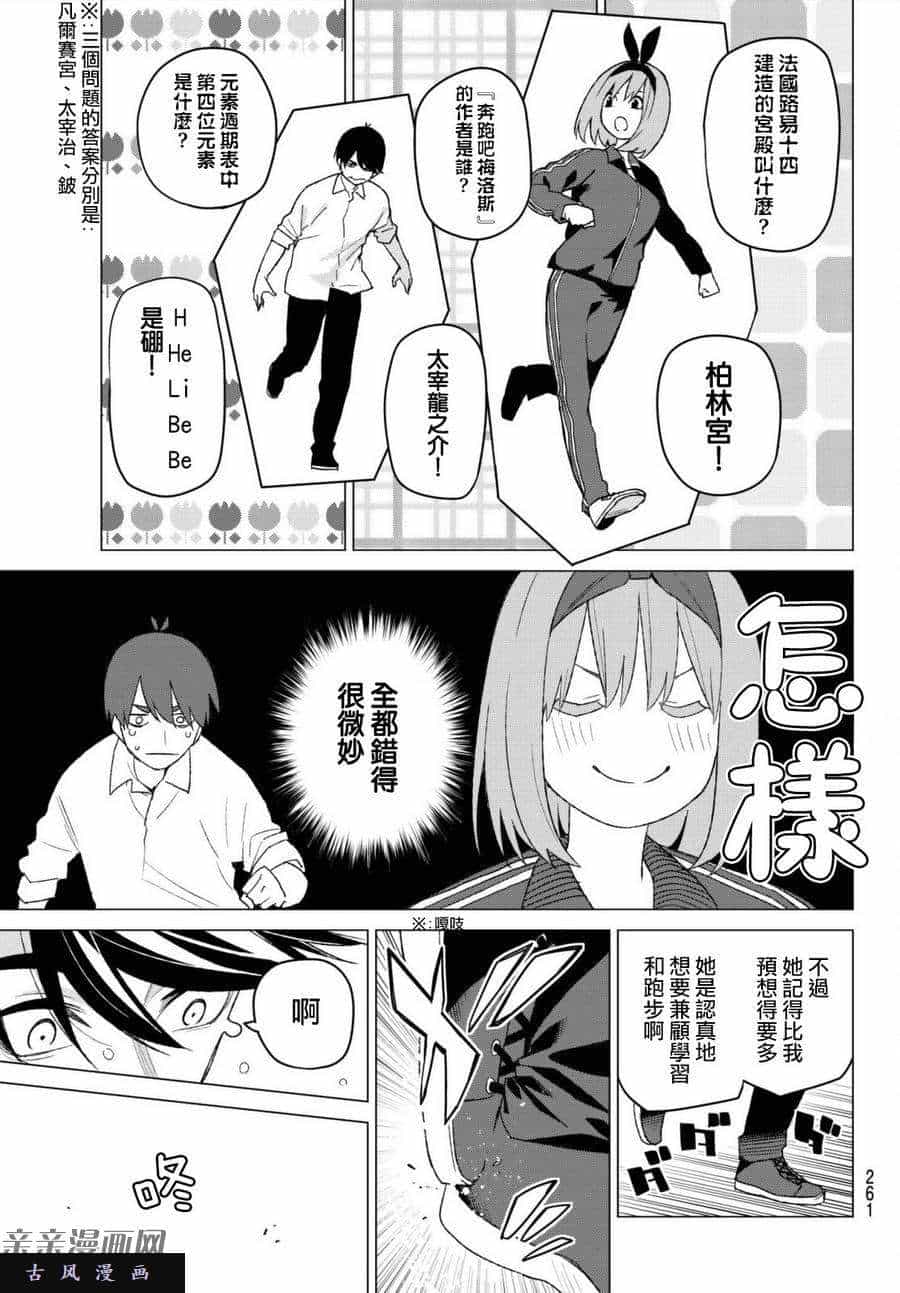 法國路易十四
建造的宮殿叫什麼？
柏林宮！
『奔跑吧梅洛斯』
的作者是誰？
太宰龍之介！
元素週期表中
第四位元素
是什麼？
H He Li Be Be
是硼！
※：三個問題的答案分別是：
凡爾賽宮、太宰治、鈹
怎樣
全都錯得
很微妙
不過
她記得比我
預想得要多
她是認真地
想要兼顧學習
和跑步啊
ダダダダ
※：嘎吱
啊
咚
261
亲亲漫画网
古风漫画